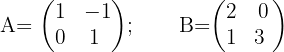 A= (1 −1; 0 1); B= (2 0; 1 3)